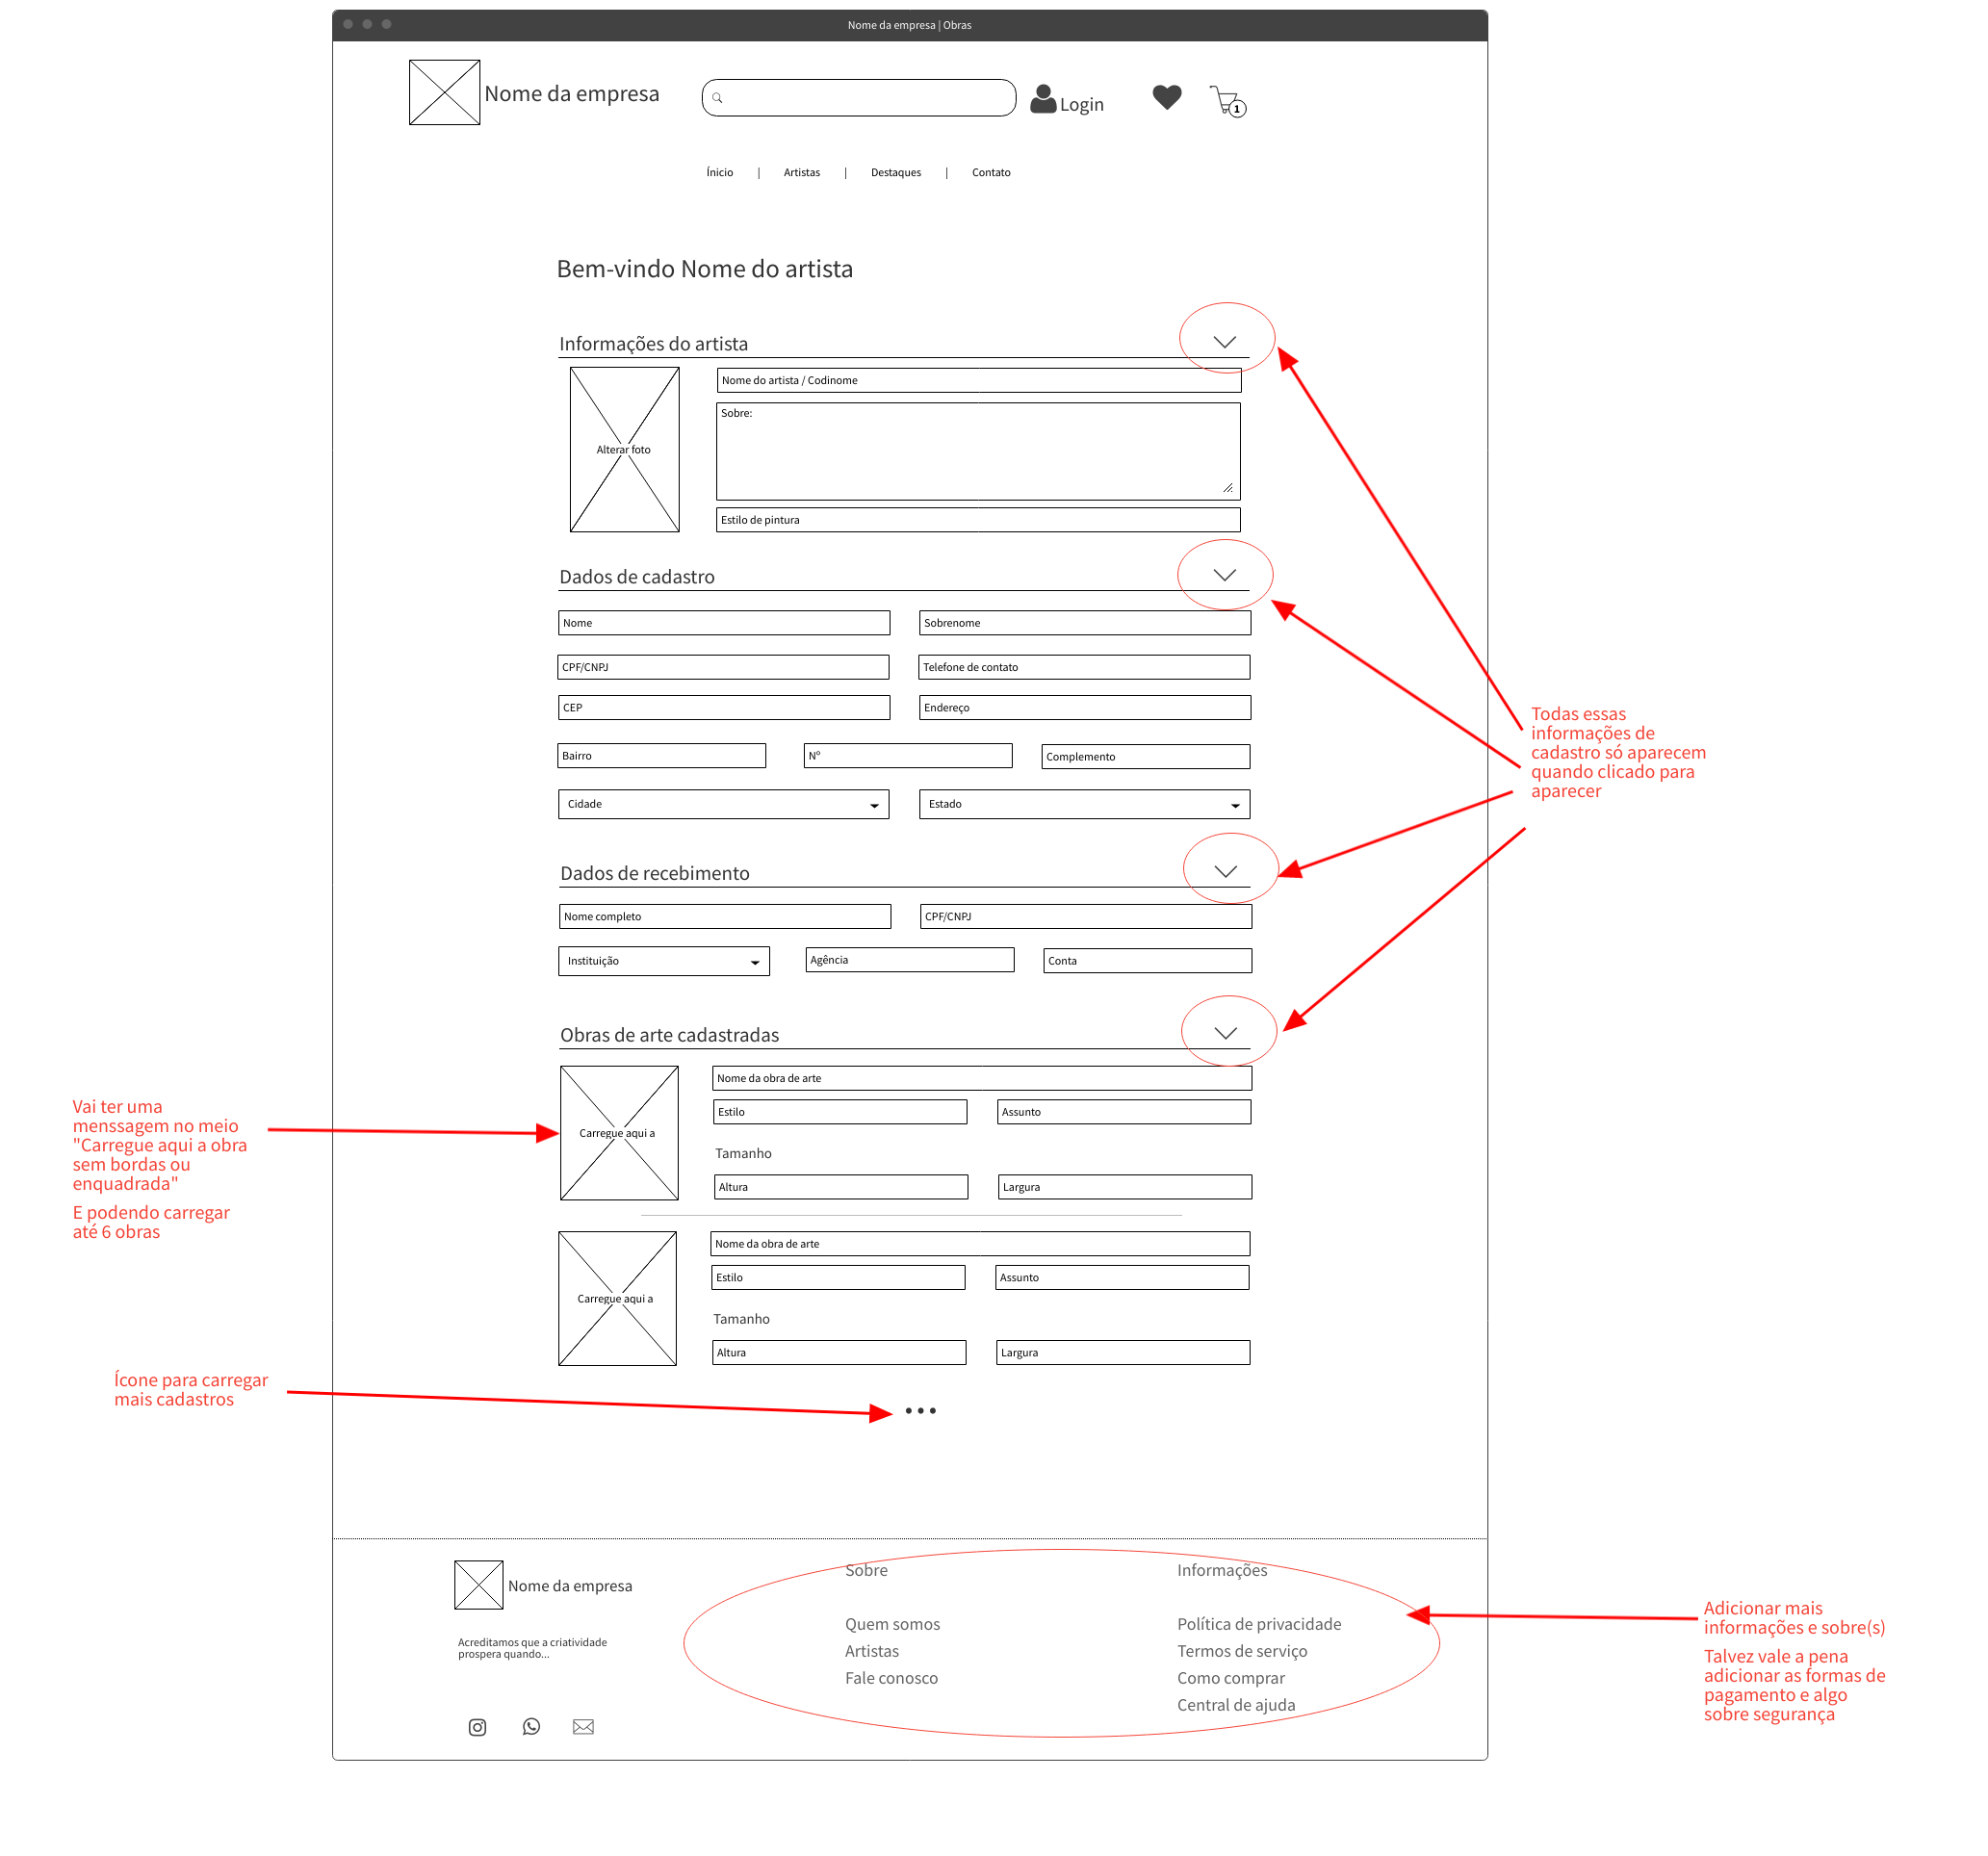 Nome da empresa | Obras
Nome da empresa
Login
1
Ínicio | Artistas | Destaques | Contato
Bem-vindo Nome do artista
Informações do artista
Alterar foto
Nome do artista / Codinome
Sobre:
Estilo de pintura
Dados de cadastro
Nome
Sobrenome
CPF/CNPJ
Telefone de contato
CEP
Endereço
Bairro
Nº
Complemento
Cidade
Estado
Todas essas
informações de
cadastro só aparecem
quando clicado para
aparecer
Dados de recebimento
Nome completo
CPF/CNPJ
Instituição
Agência
Conta
Obras de arte cadastradas
Carregue aqui a
Nome da obra de arte
Estilo
Assunto
Tamanho
Altura
Largura
Vai ter uma
menssagem no meio
"Carregue aqui a obra
sem bordas ou
enquadrada"
E podendo carregar
até 6 obras
Carregue aqui a
Nome da obra de arte
Estilo
Assunto
Tamanho
Altura
Largura
Ícone para carregar
mais cadastros
Nome da empresa
Acreditamos que a criatividade
prospera quando...
Sobre
Quem somos
Artistas
Fale conosco
Informações
Política de privacidade
Termos de serviço
Como comprar
Central de ajuda
Adicionar mais
informações e sobre(s)
Talvez vale a pena
adicionar as formas de
pagamento e algo
sobre segurança